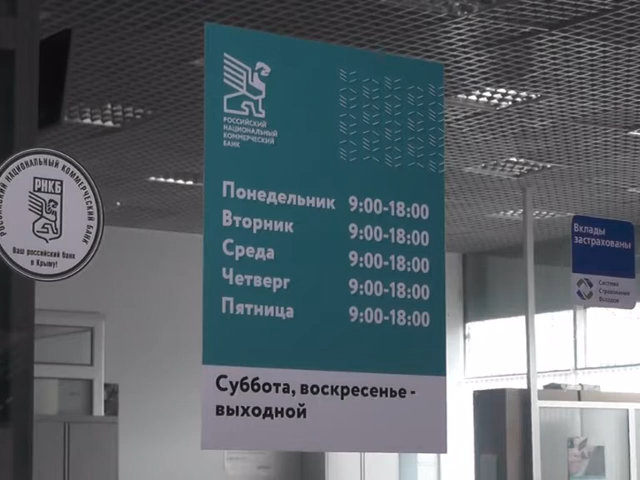 РОССИЙСКИЙ
НАЦИОНАЛЬНЫЙ
КОММЕРЧЕСКИЙ
БАНК
Понедельник 9:00-18:00
Вторник 9:00-18:00
Среда 9:00-18:00
Четверг 9:00-18:00
Пятница 9:00-18:00
Суббота, воскресенье -
выходной
РОССИЙСКИЙ НАЦИОНАЛЬНЫЙ КОММЕРЧЕСКИЙ БАНК
РНКБ
Ваш российский банк
в Крыму!
Вклады
застрахованы
Система
Страхования
Вкладов